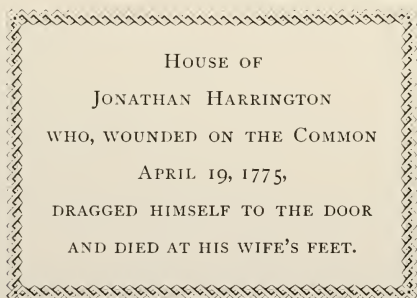 House of
Jonathan Harrington
who, wounded on the Common
April 19, 1775,
dragged himself to the door
and died at his wife's feet.